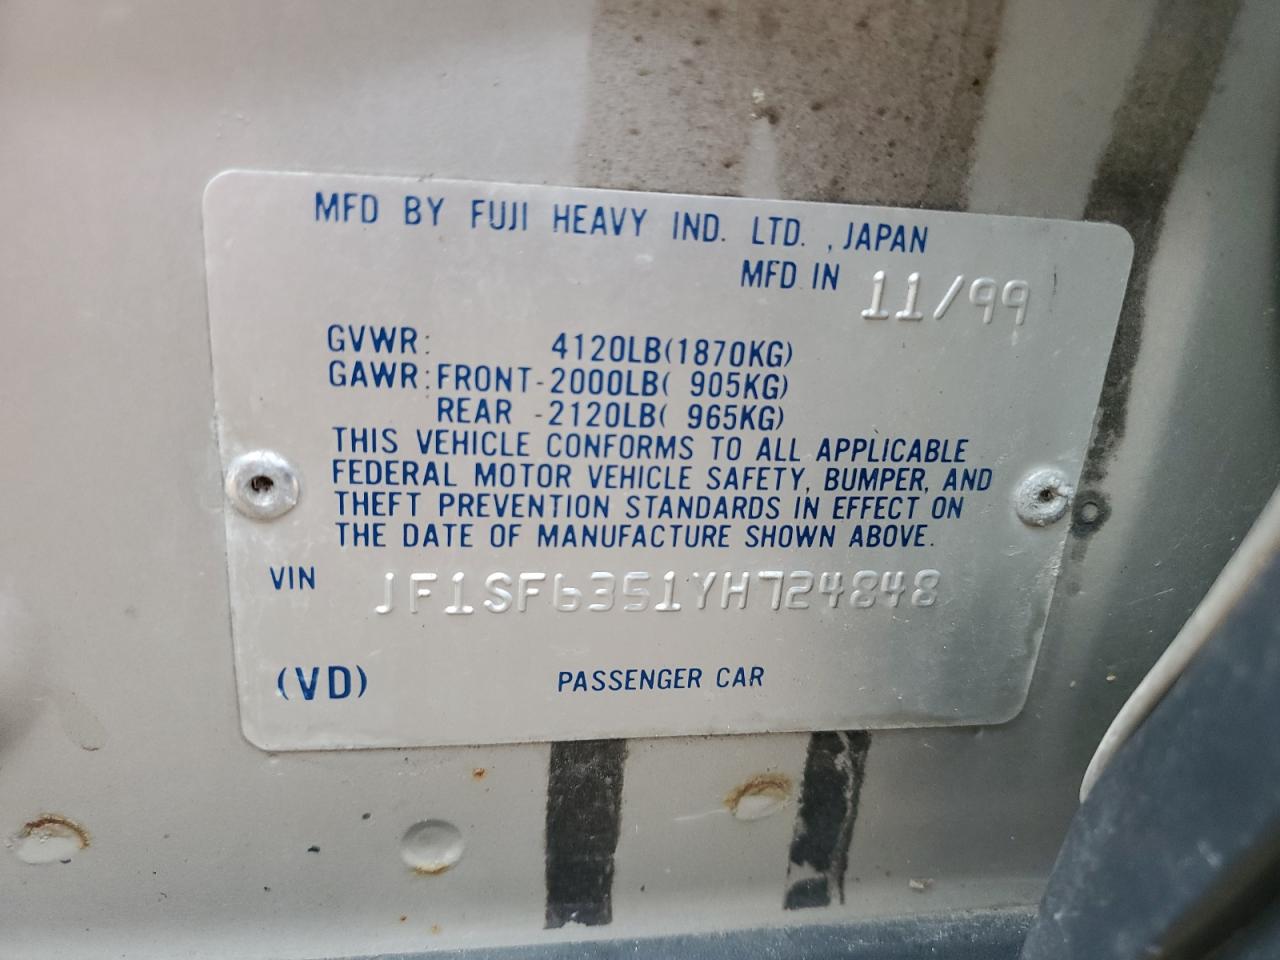 MFD BY FUJI HEAVY IND. LTD. , JAPAN
MFD IN 11/99
GVWR: 4120LB(1870KG)
GAWR: FRONT-2000LB( 905KG)
REAR -2120LB( 965KG)
THIS VEHICLE CONFORMS TO ALL APPLICABLE
FEDERAL MOTOR VEHICLE SAFETY, BUMPER, AND
THEFT PREVENTION STANDARDS IN EFFECT ON
THE DATE OF MANUFACTURE SHOWN ABOVE.
VIN JF1SF6351YH724848
(VD) PASSENGER CAR